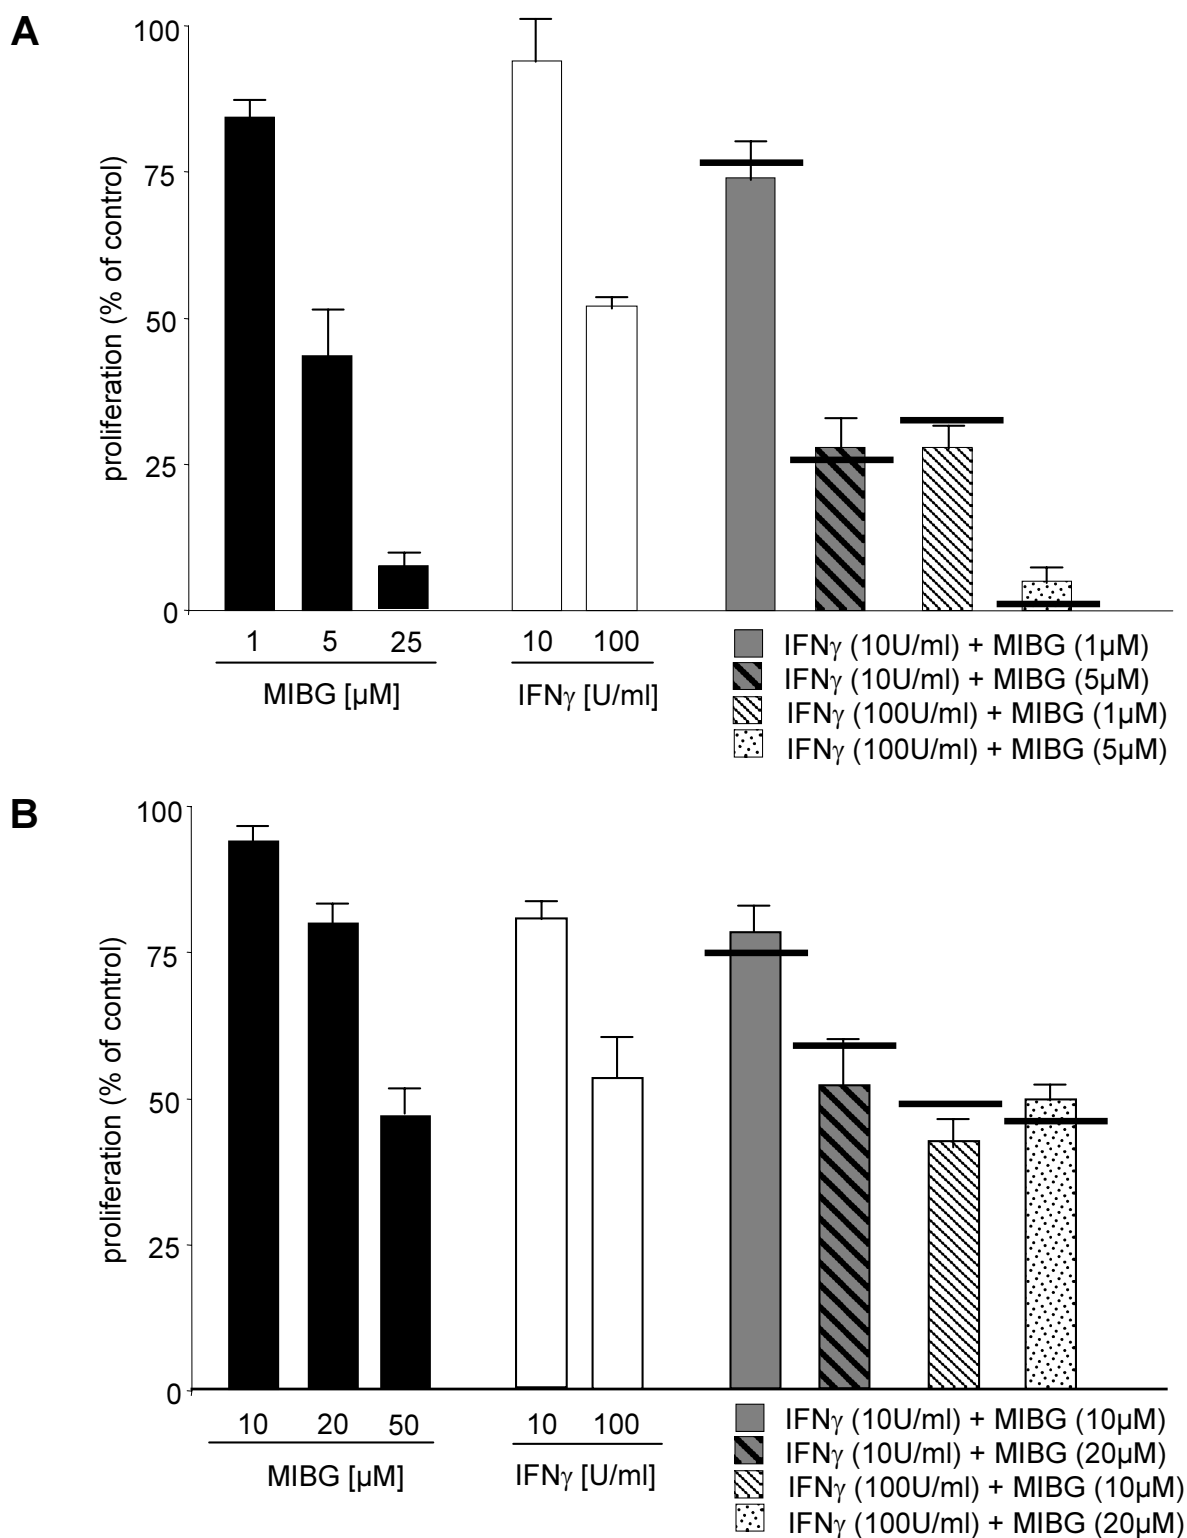 A
proliferation (% of control)
100
75
50
25
0
1 5 25
MIBG [µM]
10 100
IFNγ [U/ml]
IFNγ (10U/ml) + MIBG (1µM)
IFNγ (10U/ml) + MIBG (5µM)
IFNγ (100U/ml) + MIBG (1µM)
IFNγ (100U/ml) + MIBG (5µM)
B
proliferation (% of control)
100
75
50
25
0
10 20 50
MIBG [µM]
10 100
IFNγ [U/ml]
IFNγ (10U/ml) + MIBG (10µM)
IFNγ (10U/ml) + MIBG (20µM)
IFNγ (100U/ml) + MIBG (10µM)
IFNγ (100U/ml) + MIBG (20µM)